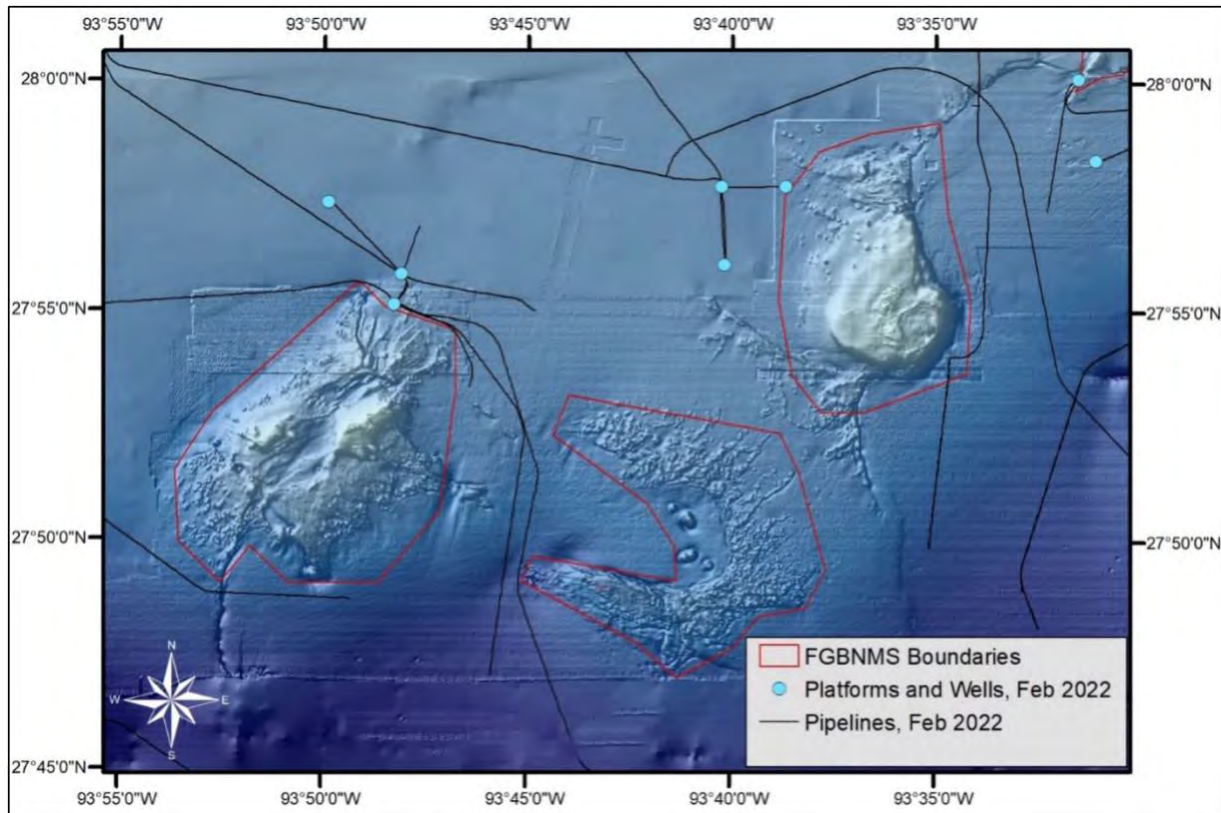 93°55'0"W 93°50'0"W 93°45'0"W 93°40'0"W 93°35'0"W
28°0'0"N 28°0'0"N
27°55'0"N 27°55'0"N
27°50'0"N 27°50'0"N
FGBNMS Boundaries
Platforms and Wells, Feb 2022
Pipelines, Feb 2022
N
W E
S
27°45'0"N
93°55'0"W 93°50'0"W 93°45'0"W 93°40'0"W 93°35'0"W